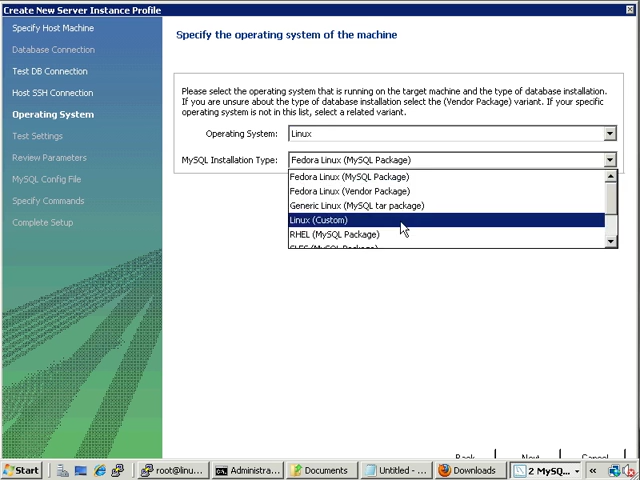 Create New Server Instance Profile
Specify Host Machine
Database Connection
Test DB Connection
Host SSH Connection
Operating System
Test Settings
Review Parameters
MySQL Config File
Specify Commands
Complete Setup
Specify the operating system of the machine
Please select the operating system that is running on the target machine and the type of database installation.
If you are unsure about the type of database installation select the (Vendor Package) variant. If your specific
operating system is not in this list, select a related variant.
Operating System: Linux
MySQL Installation Type: Fedora Linux (MySQL Package)
Fedora Linux (MySQL Package)
Fedora Linux (Vendor Package)
Generic Linux (MySQL tar package)
Linux (Custom)
RHEL (MySQL Package)
SLES (MySQL Package)
Back Next Cancel
Start root@linu... Administra... Documents Untitled - ... Downloads 2 MySQ... «